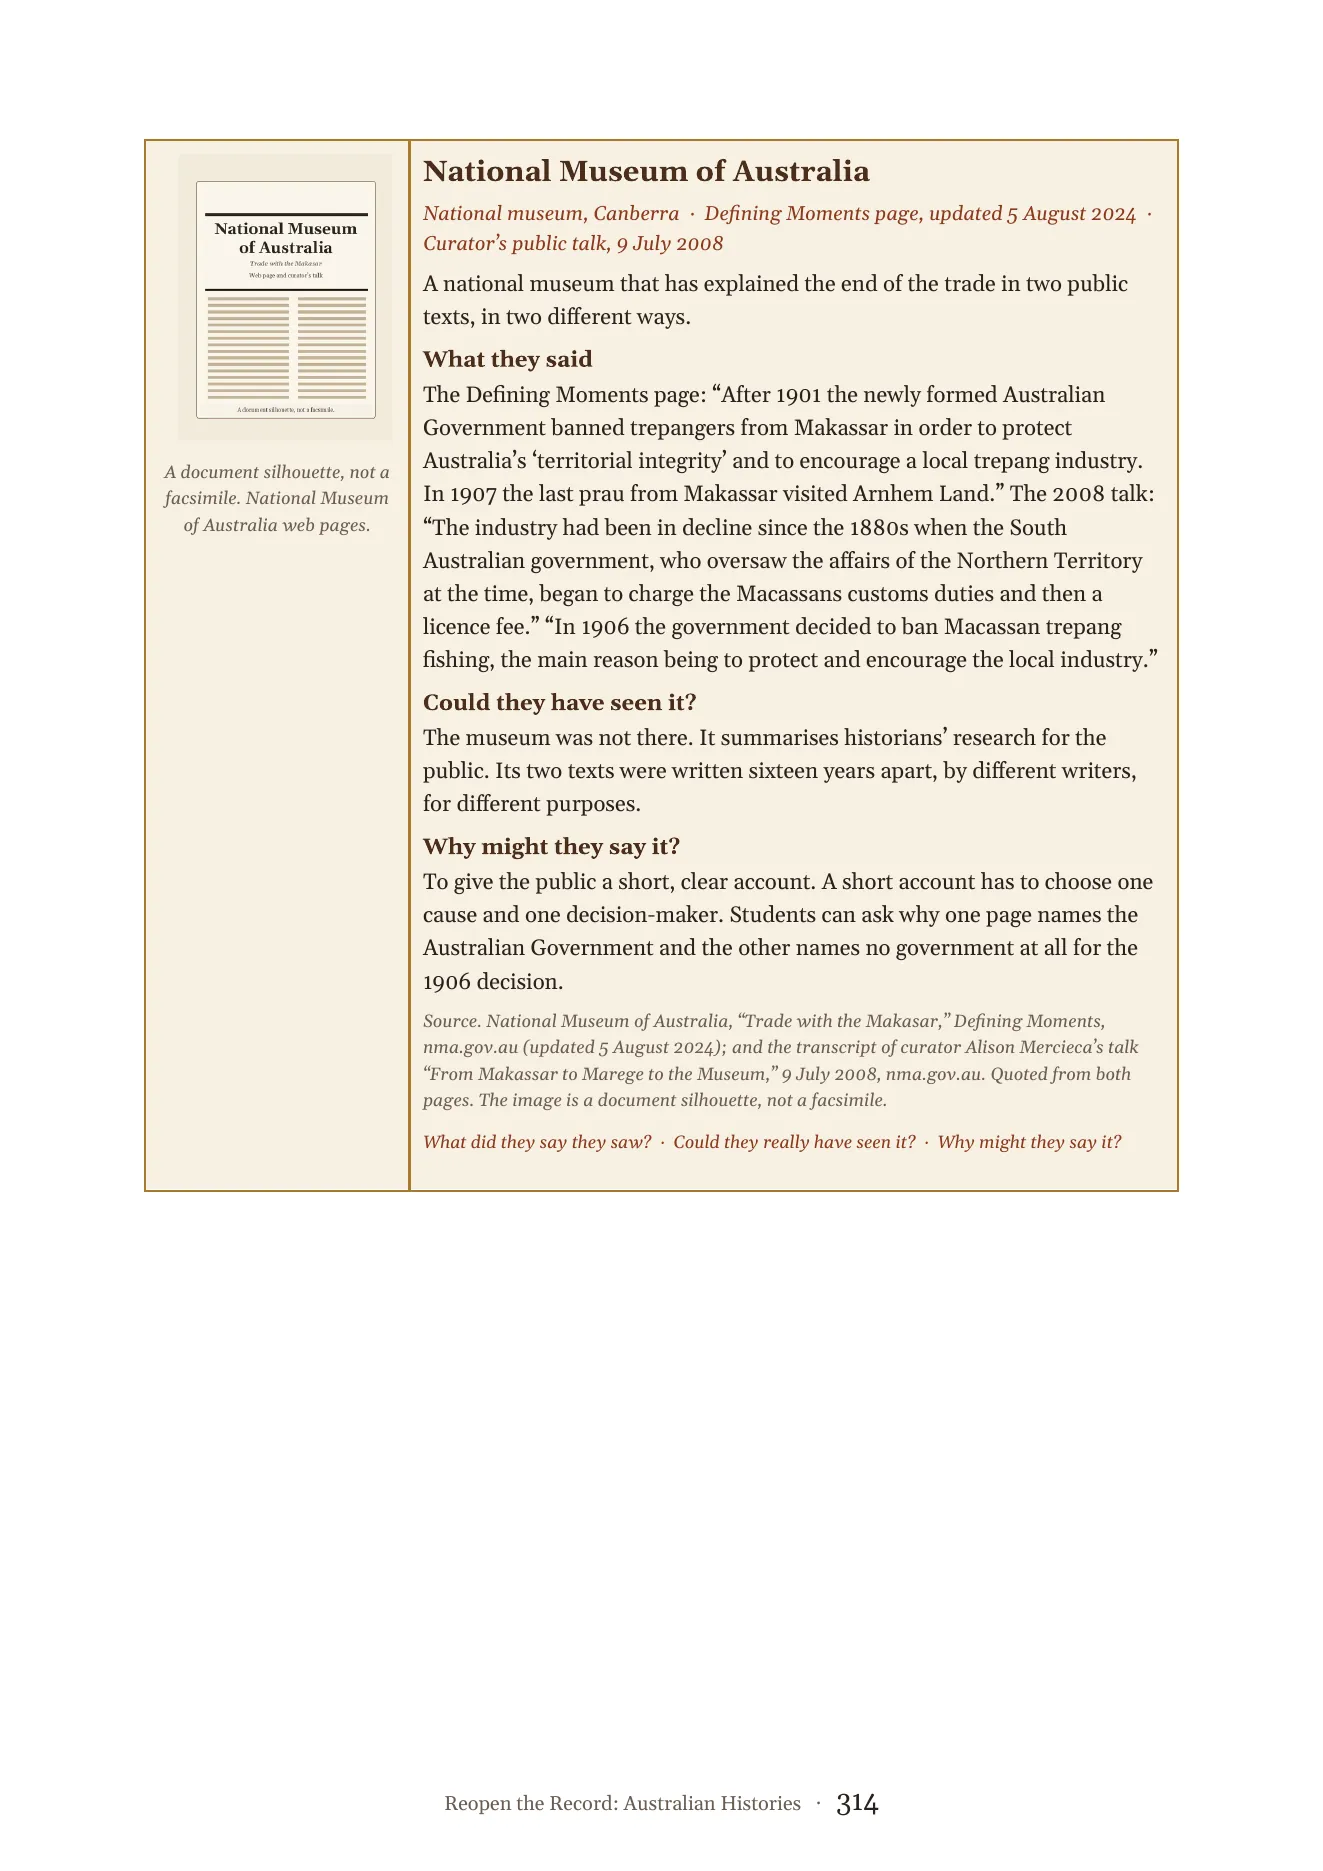 National Museum
of Australia
Trade with the Makasar
Web page and curator's talk
A document silhouette, not a facsimile.
A document silhouette, not a
facsimile. National Museum
of Australia web pages.
National Museum of Australia
National museum, Canberra · Defining Moments page, updated 5 August 2024 ·
Curator’s public talk, 9 July 2008
A national museum that has explained the end of the trade in two public
texts, in two different ways.
What they said
The Defining Moments page: “After 1901 the newly formed Australian
Government banned trepangers from Makassar in order to protect
Australia’s ‘territorial integrity’ and to encourage a local trepang industry.
In 1907 the last prau from Makassar visited Arnhem Land.” The 2008 talk:
“The industry had been in decline since the 1880s when the South
Australian government, who oversaw the affairs of the Northern Territory
at the time, began to charge the Macassans customs duties and then a
licence fee.” “In 1906 the government decided to ban Macassan trepang
fishing, the main reason being to protect and encourage the local industry.”
Could they have seen it?
The museum was not there. It summarises historians’ research for the
public. Its two texts were written sixteen years apart, by different writers,
for different purposes.
Why might they say it?
To give the public a short, clear account. A short account has to choose one
cause and one decision-maker. Students can ask why one page names the
Australian Government and the other names no government at all for the
1906 decision.
Source. National Museum of Australia, “Trade with the Makasar,” Defining Moments,
nma.gov.au (updated 5 August 2024); and the transcript of curator Alison Mercieca’s talk
“From Makassar to Marege to the Museum,” 9 July 2008, nma.gov.au. Quoted from both
pages. The image is a document silhouette, not a facsimile.
What did they say they saw? · Could they really have seen it? · Why might they say it?
Reopen the Record: Australian Histories · 314